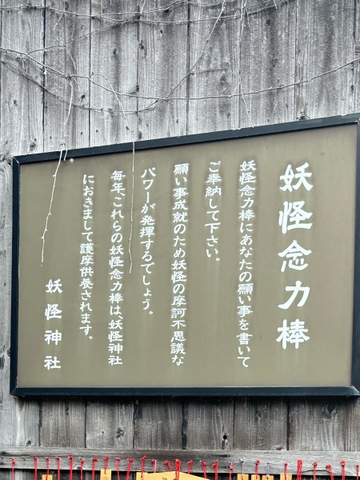 妖怪念力棒
妖怪念力棒にあなたの願い事を書いて
ご奉納して下さい。
願い事成就のため妖怪の摩訶不思議な
パワーが発揮するでしょう。
毎年、これらの妖怪念力棒は、妖怪神社
におきまして護摩供養されます。
妖怪神社